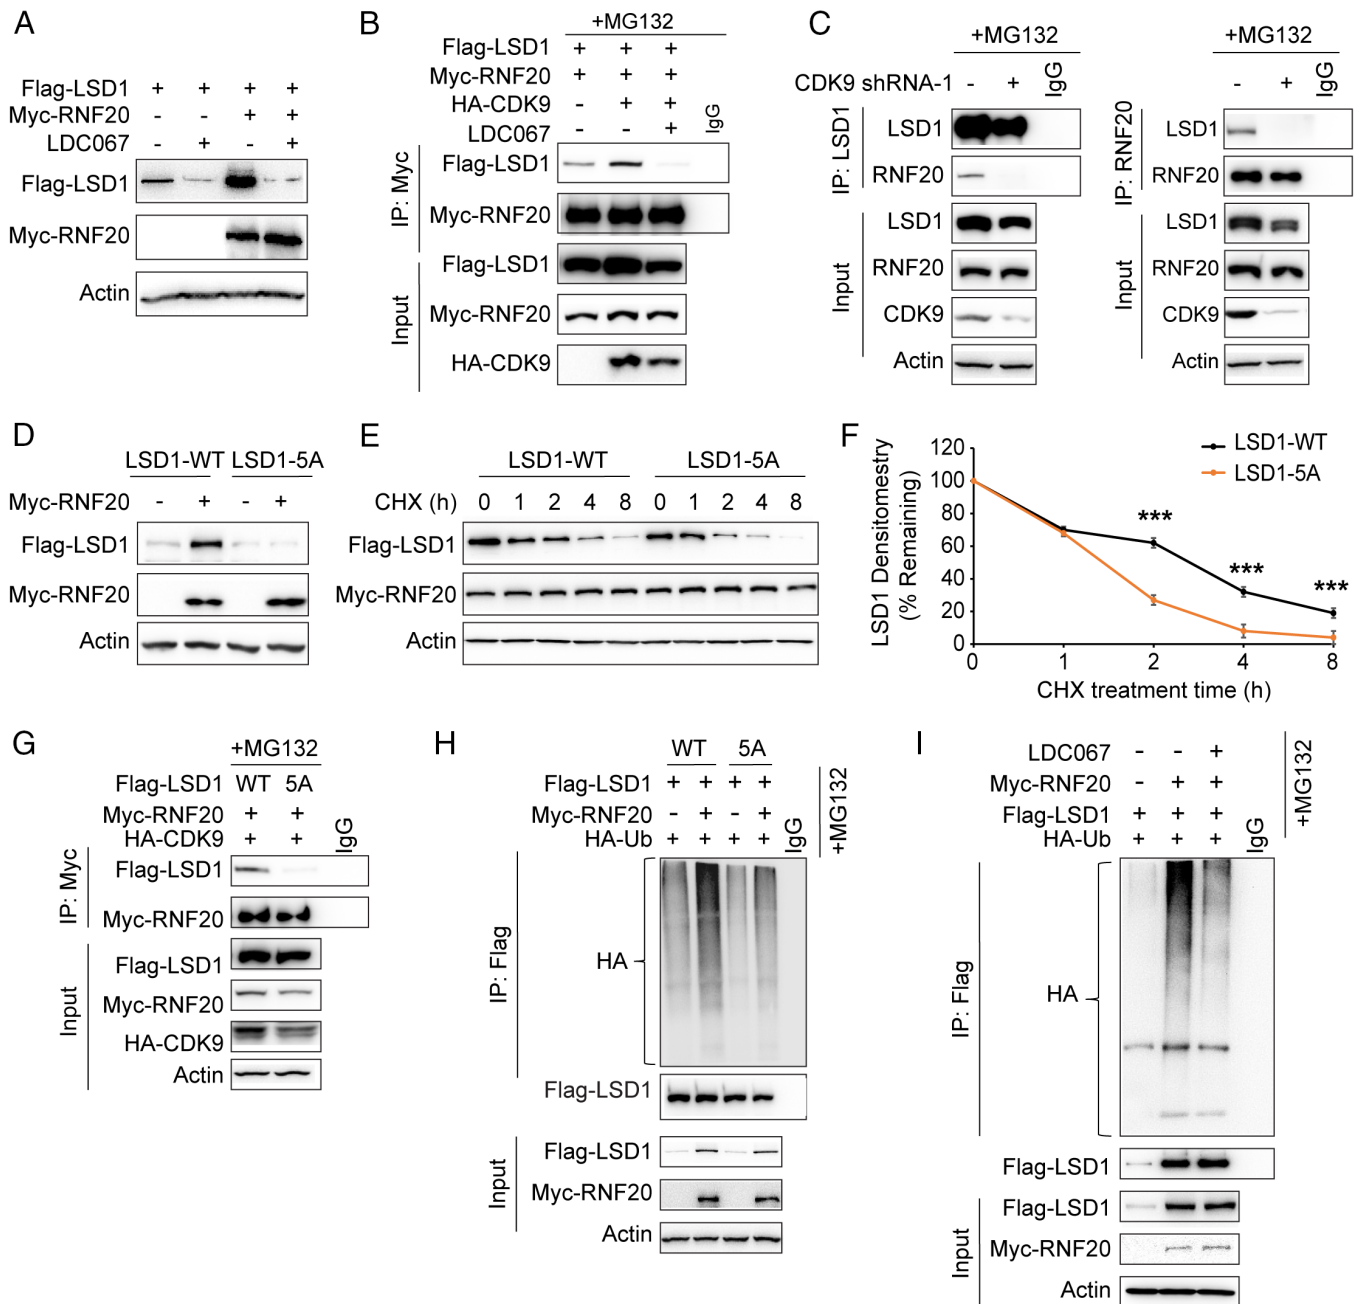 A
Flag-LSD1 + + + +
Myc-RNF20 - - + +
LDC067 - + - +
Flag-LSD1
Myc-RNF20
Actin
B
+MG132
Flag-LSD1 + + +
Myc-RNF20 + + +
HA-CDK9 - + +
LDC067 - - +
IgG
IP: Myc
Flag-LSD1
Myc-RNF20
Input
Flag-LSD1
Myc-RNF20
HA-CDK9
C
+MG132
CDK9 shRNA-1 - + IgG
IP: LSD1
LSD1
RNF20
Input
LSD1
RNF20
CDK9
Actin
+MG132
- + IgG
IP: RNF20
LSD1
RNF20
Input
LSD1
RNF20
CDK9
Actin
D
LSD1-WT LSD1-5A
Myc-RNF20 - + - +
Flag-LSD1
Myc-RNF20
Actin
E
LSD1-WT LSD1-5A
CHX (h) 0 1 2 4 8 0 1 2 4 8
Flag-LSD1
Myc-RNF20
Actin
F
LSD1 Densitomestry
(% Remaining)
120
100
80
60
40
20
0
0 1 2 4 8
CHX treatment time (h)
LSD1-WT
LSD1-5A
*** *** ***
G
+MG132
Flag-LSD1 WT 5A
Myc-RNF20 + +
HA-CDK9 + +
IgG
IP: Myc
Flag-LSD1
Myc-RNF20
Input
Flag-LSD1
Myc-RNF20
HA-CDK9
Actin
H
WT 5A
Flag-LSD1 + + + +
Myc-RNF20 - + - +
HA-Ub + + + +
IgG
+MG132
IP: Flag
HA
Flag-LSD1
Input
Flag-LSD1
Myc-RNF20
Actin
I
LDC067 - - +
Myc-RNF20 - + +
Flag-LSD1 + + +
HA-Ub + + +
IgG
+MG132
IP: Flag
HA
Flag-LSD1
Input
Flag-LSD1
Myc-RNF20
Actin